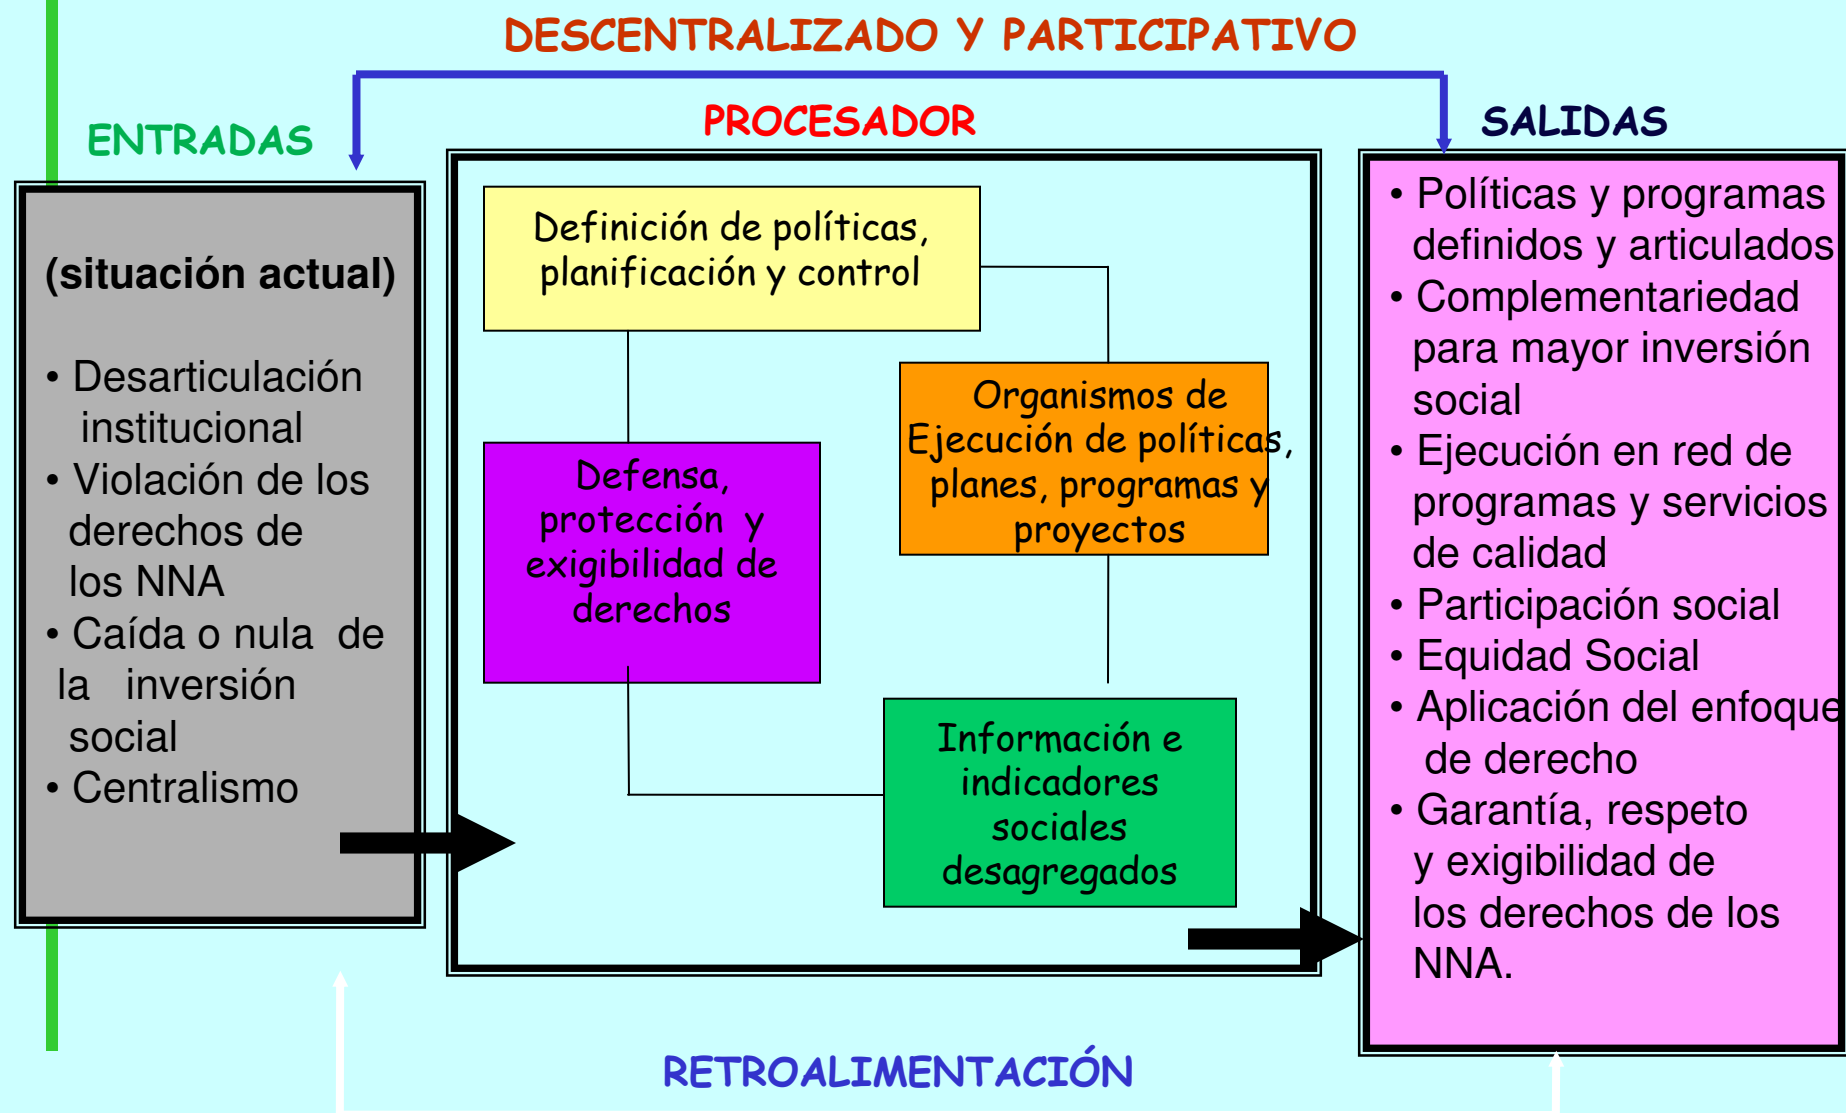 DESCENTRALIZADO Y PARTICIPATIVO
ENTRADAS
PROCESADOR
SALIDAS
(situación actual)
• Desarticulación
institucional
• Violación de los
derechos de
los NNA
• Caída o nula de
la inversión
social
• Centralismo
Definición de políticas,
planificación y control
Organismos de
Ejecución de políticas,
planes, programas y
proyectos
Defensa,
protección y
exigibilidad de
derechos
Información e
indicadores
sociales
desagregados
• Políticas y programas
definidos y articulados
• Complementariedad
para mayor inversión
social
• Ejecución en red de
programas y servicios
de calidad
• Participación social
• Equidad Social
• Aplicación del enfoque
de derecho
• Garantía, respeto
y exigibilidad de
los derechos de los
NNA.
RETROALIMENTACIÓN